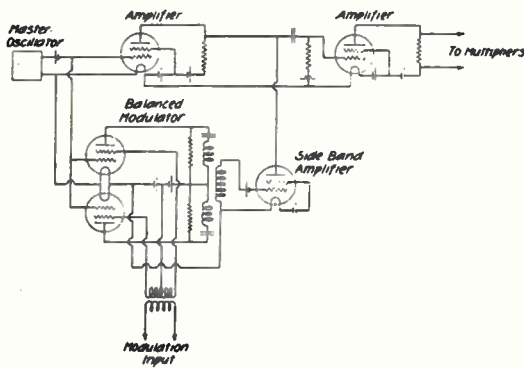 Amplifier
Amplifier
Master-
Oscillator
To Multipliers
Balanced
Modulator
Side Band
Amplifier
Modulation
Input